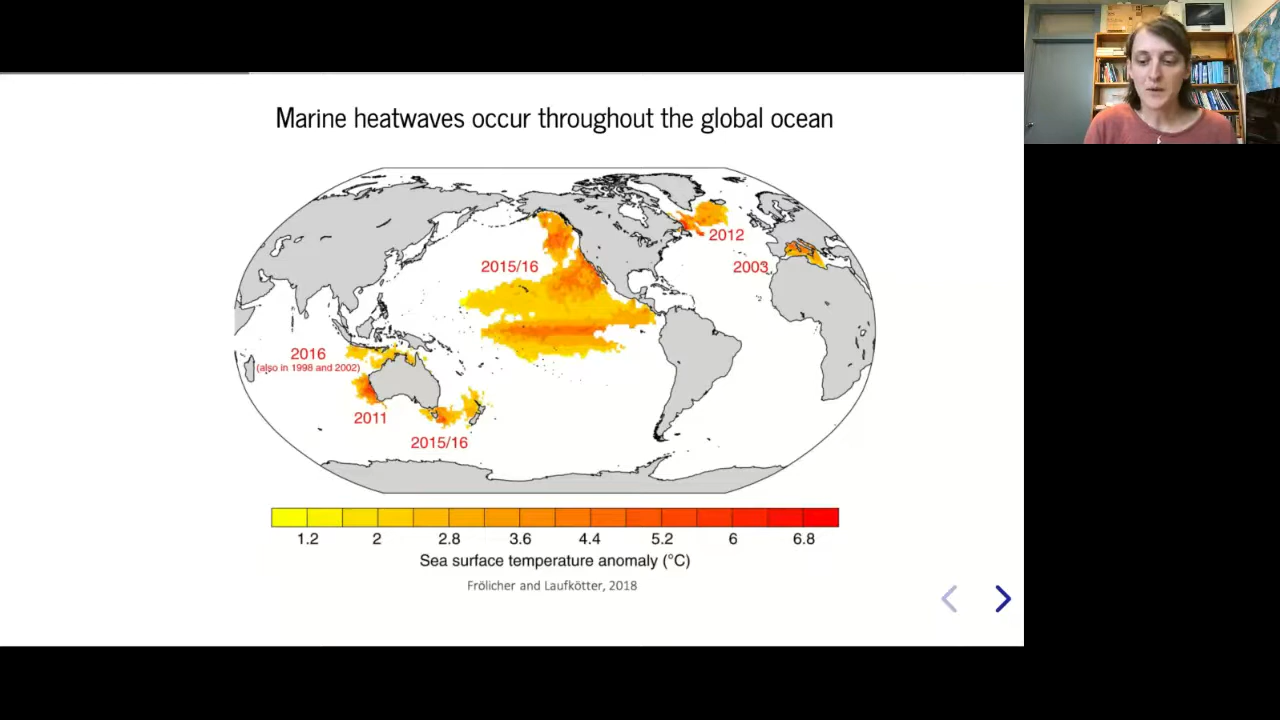 Marine heatwaves occur throughout the global ocean
2012
2003
2015/16
2016
(also in 1998 and 2002)
2011
2015/16
1.2 2 2.8 3.6 4.4 5.2 6 6.8
Sea surface temperature anomaly (°C)
Frölicher and Laufkötter, 2018